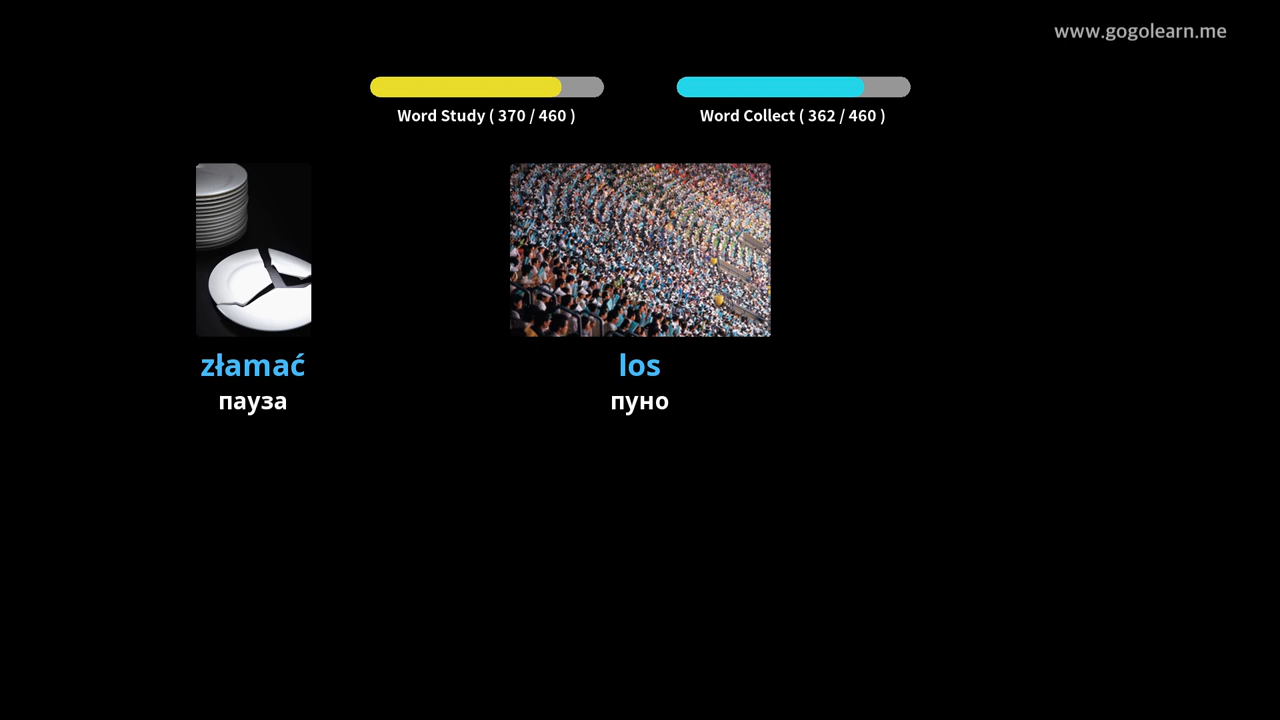 www.gogolearn.me
Word Study ( 370 / 460 )
Word Collect ( 362 / 460 )
złamać
los
пауза
пуно